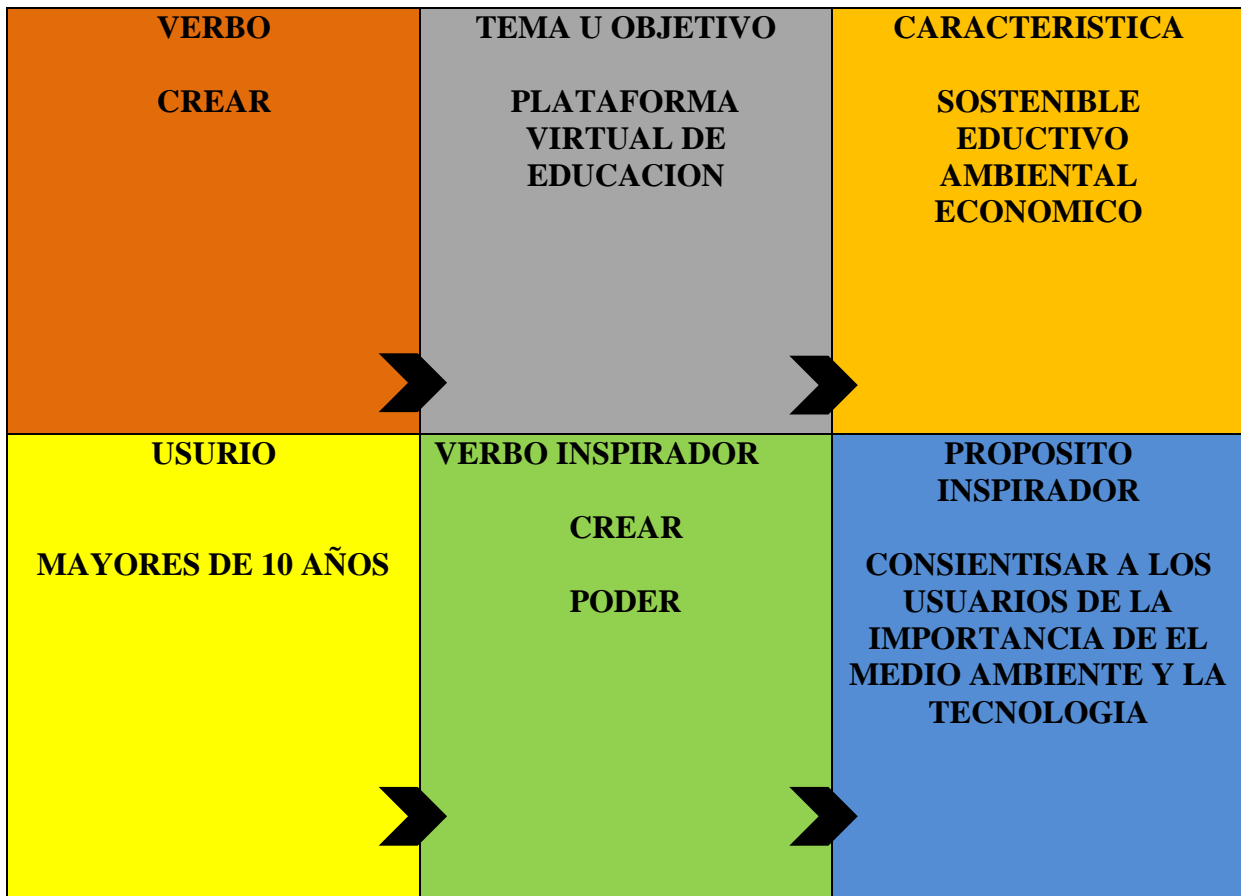 VERBO
CREAR
TEMA U OBJETIVO
PLATAFORMA
VIRTUAL DE
EDUCACION
CARACTERISTICA
SOSTENIBLE
EDUCTIVO
AMBIENTAL
ECONOMICO
USURIO
MAYORES DE 10 AÑOS
VERBO INSPIRADOR
CREAR
PODER
PROPOSITO
INSPIRADOR
CONSIENTISAR A LOS
USUARIOS DE LA
IMPORTANCIA DE EL
MEDIO AMBIENTE Y LA
TECNOLOGIA